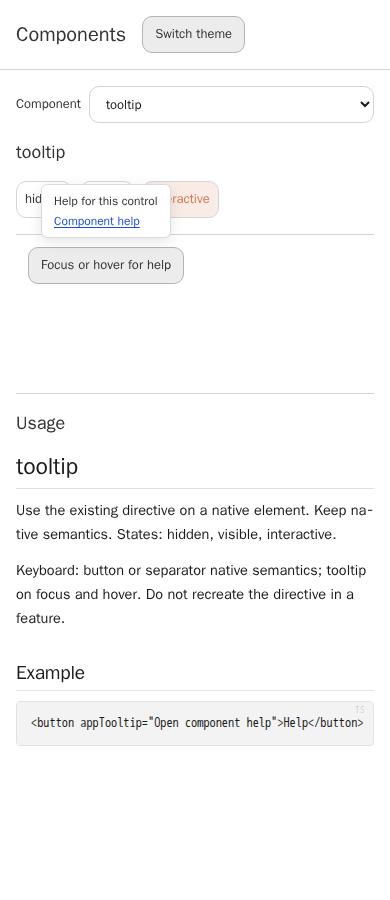 Components
Switch theme
Component
tooltip
tooltip
Help for this control
Component help
Focus or hover for help
Usage
tooltip
Use the existing directive on a native element. Keep na-
tive semantics. States: hidden, visible, interactive.
Keyboard: button or separator native semantics; tooltip
on focus and hover. Do not recreate the directive in a
feature.
Example
TS
<button appTooltip="Open component help">Help</button>